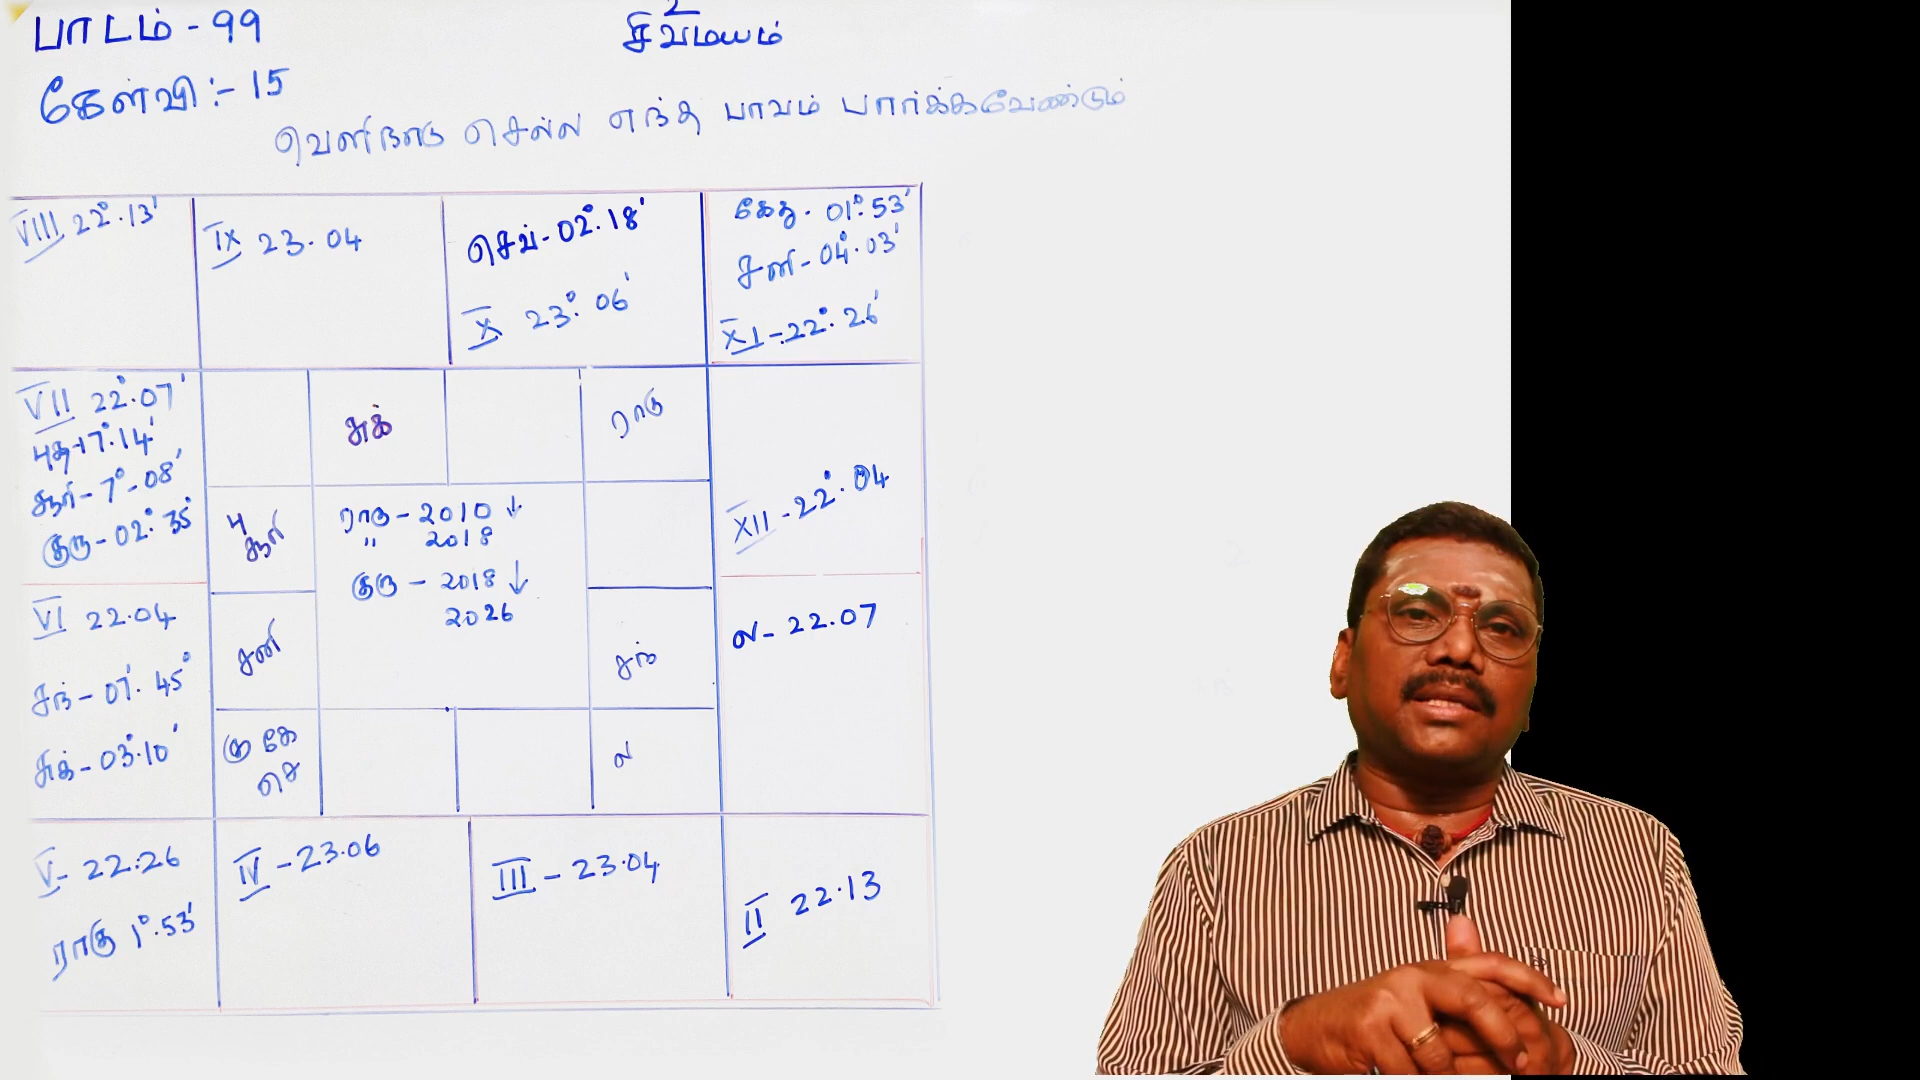 பாடம் - 99
சிவமயம்
கேள்வி :- 15
வெளிநாடு செல்ல எந்த பாவம் பார்க்கவேண்டும்
VIII 22°.13'
IX 23.04
செவ் - 02°.18'
X 23°.06'
கேது - 01°.53'
சனி - 04°.03'
XI - 22°.26'
VII 22°.07'
புத 17°.14'
சூரி - 7° - 08'
குரு - 02°.35'
சுக்
ராகு
XII - 22°.04
பு
சூரி
ராகு - 2010 ↓
" 2018
குரு - 2018 ↓
2026
VI 22.04
சந் - 07'.45°
சுக் - 03°.10'
சனி
சந்
ல - 22.07
கு கே
செ
ல
V - 22.26
ராகு 1°.53'
IV - 23.06
III - 23.04
II 22.13